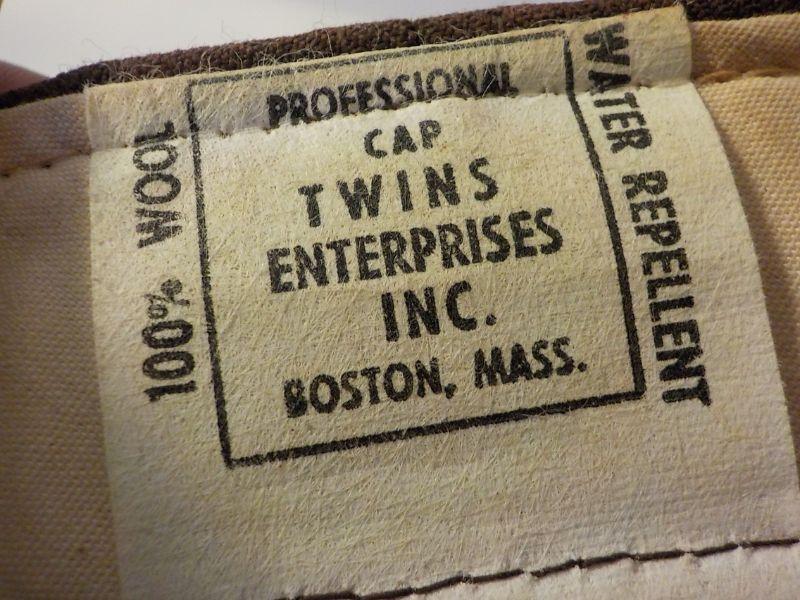 PROFESSIONAL
CAP
TWINS
ENTERPRISES
INC.
BOSTON, MASS.
100% WOOL
WATER REPELLENT